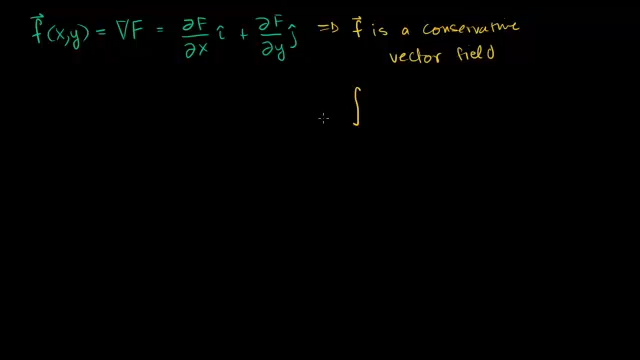 f⃗(x,y) = ∇F = ∂F/∂x î + ∂F/∂y ĵ ⇒ f⃗ is a conservative
vector field
∫